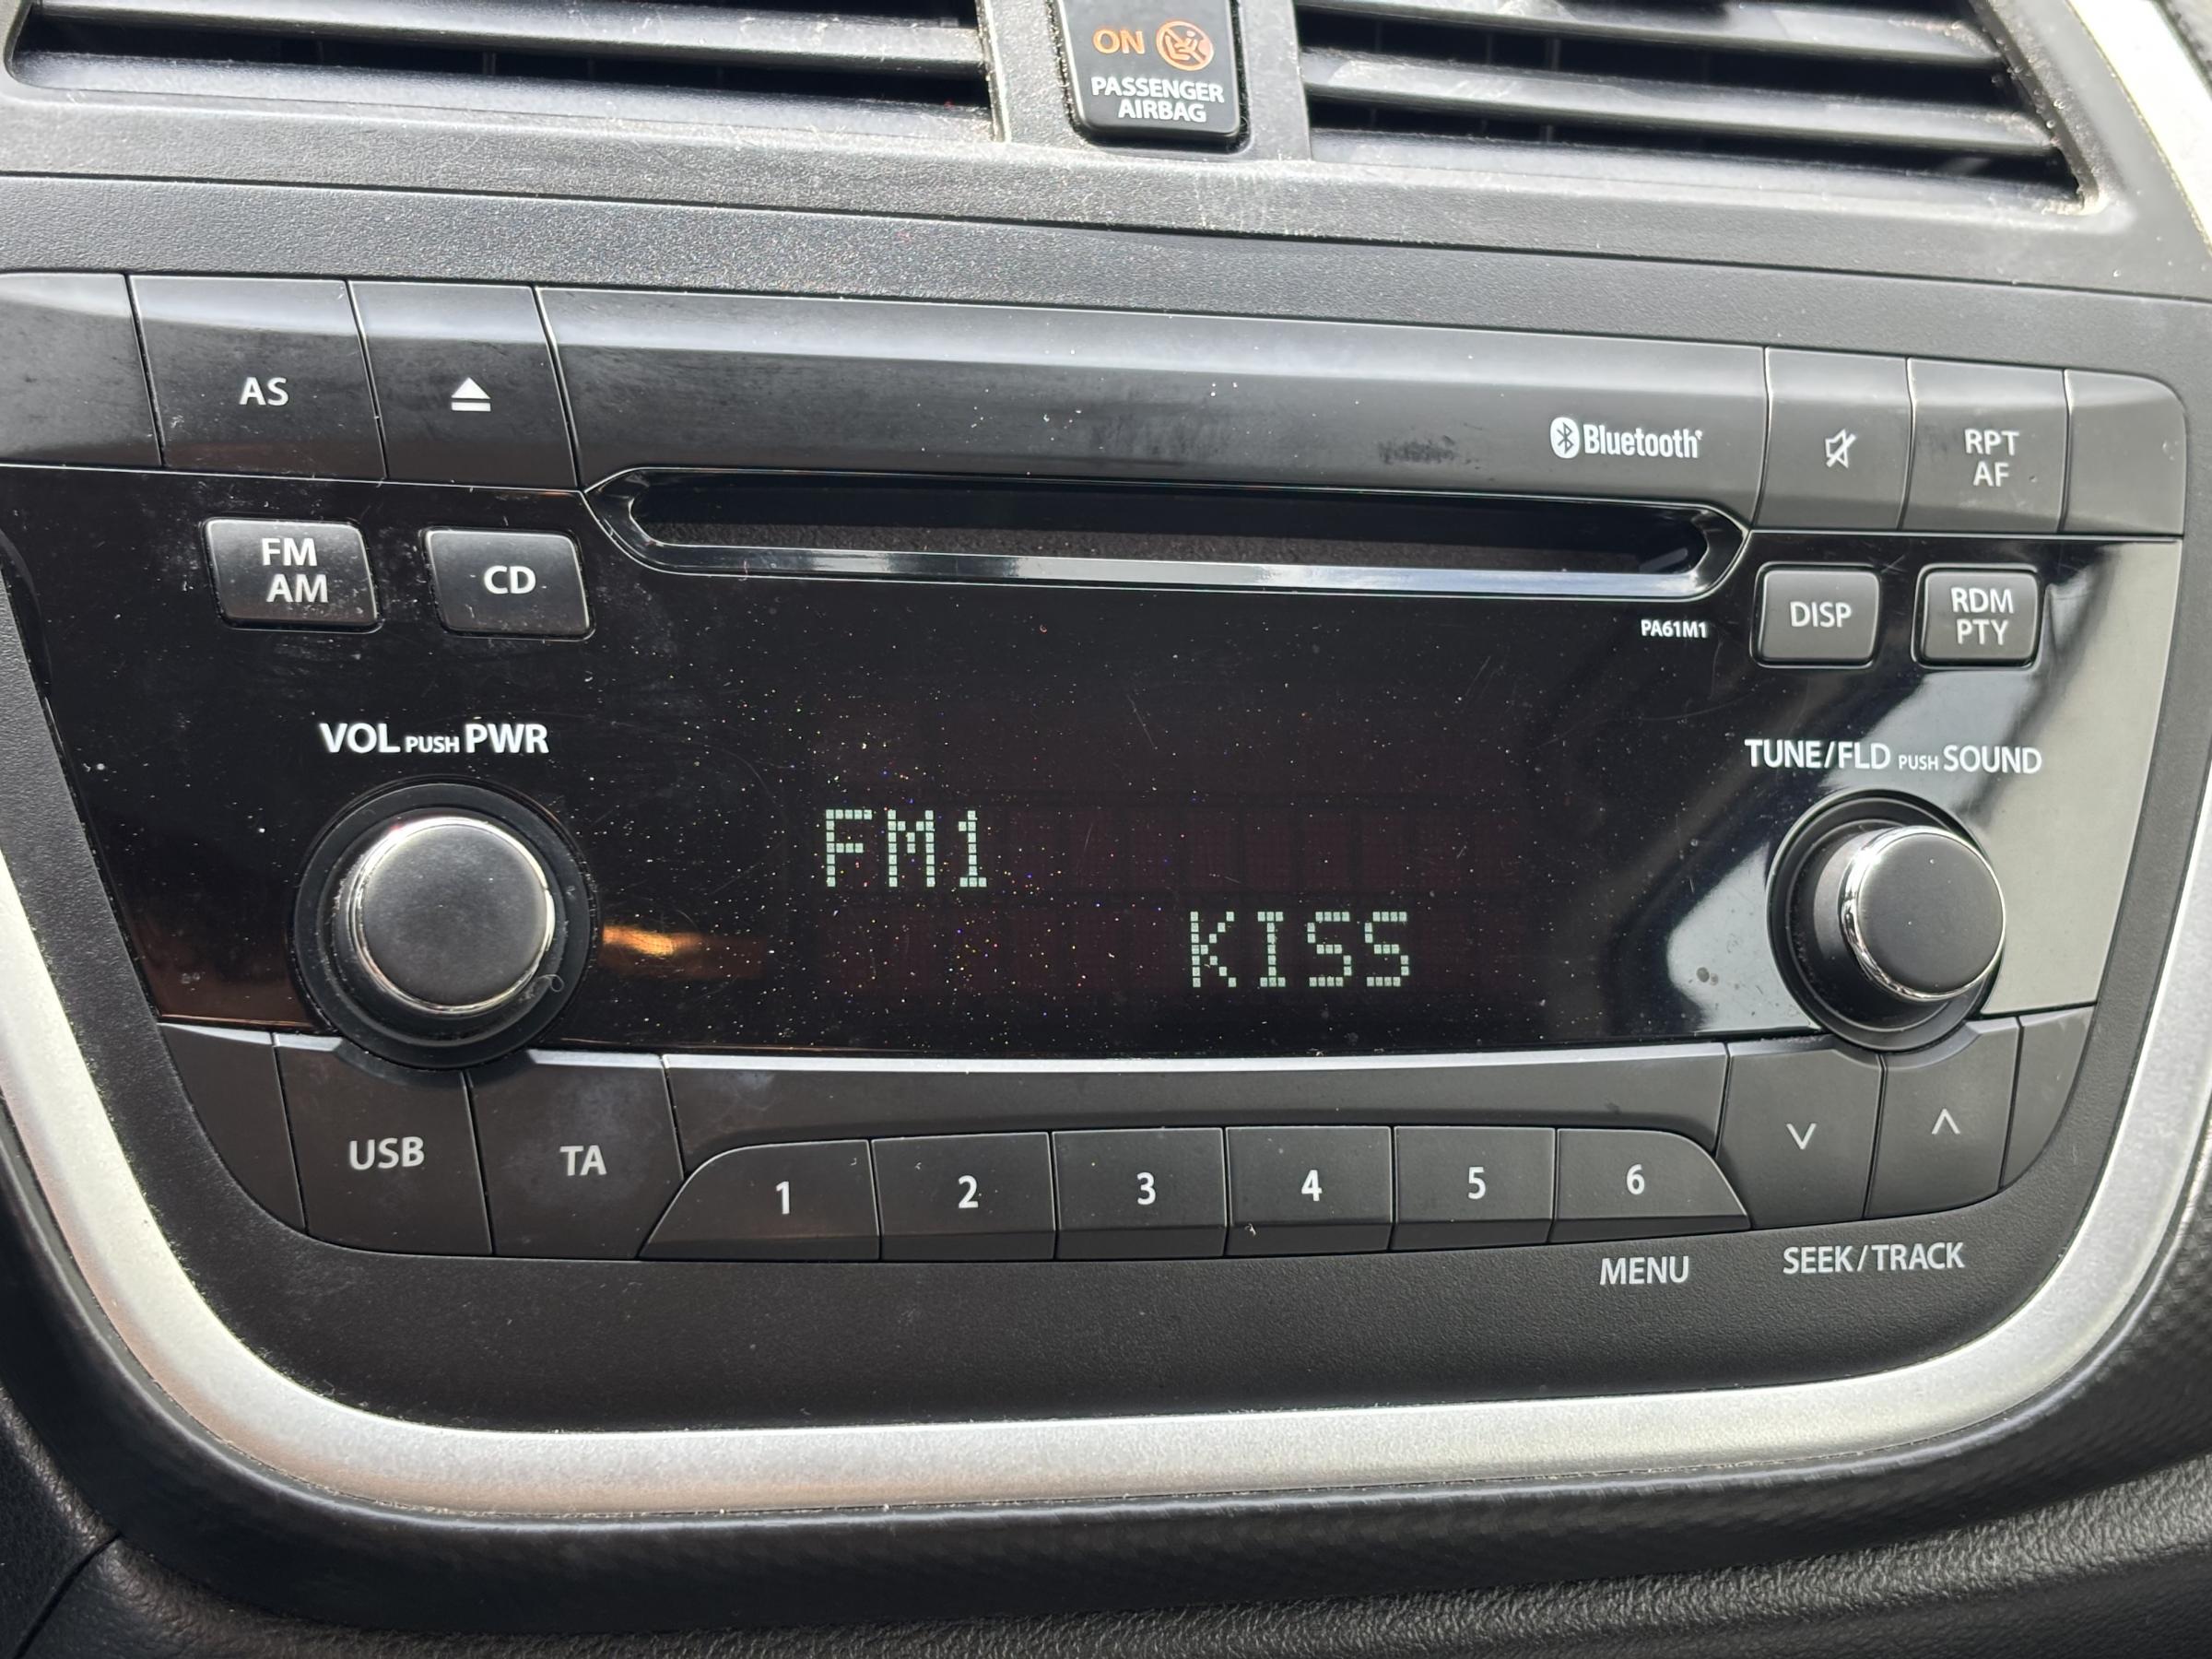 ON
PASSENGER
AIRBAG
AS
Bluetooth
RPT
AF
FM
AM
CD
PA61M1
DISP
RDM
PTY
VOL PUSH PWR
TUNE/FLD PUSH SOUND
FM1
KISS
USB
TA
1
2
3
4
5
6
MENU
SEEK/TRACK